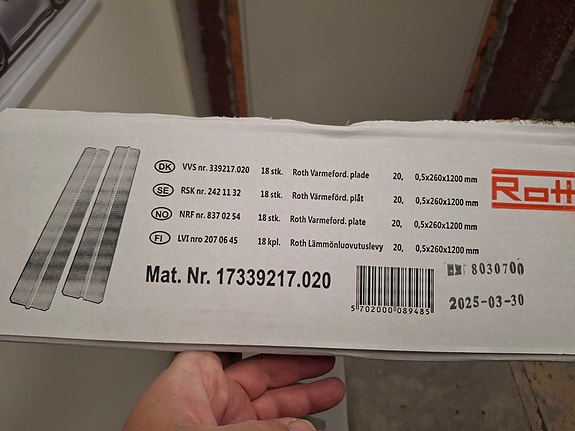 DK VVS nr. 339217.020 18 stk. Roth Varmeford. plade 20, 0,5x260x1200 mm
SE RSK nr. 242 11 32 18 stk. Roth Värmeförd. plåt 20, 0,5x260x1200 mm
NO NRF nr. 837 02 54 18 stk. Roth Varmeford. plate 20, 0,5x260x1200 mm
FI LVI nro 207 06 45 18 kpl. Roth Lämmönluovutuslevy 20, 0,5x260x1200 mm
Roth
Mat. Nr. 17339217.020
5 702000 089485
8030700
2025-03-30